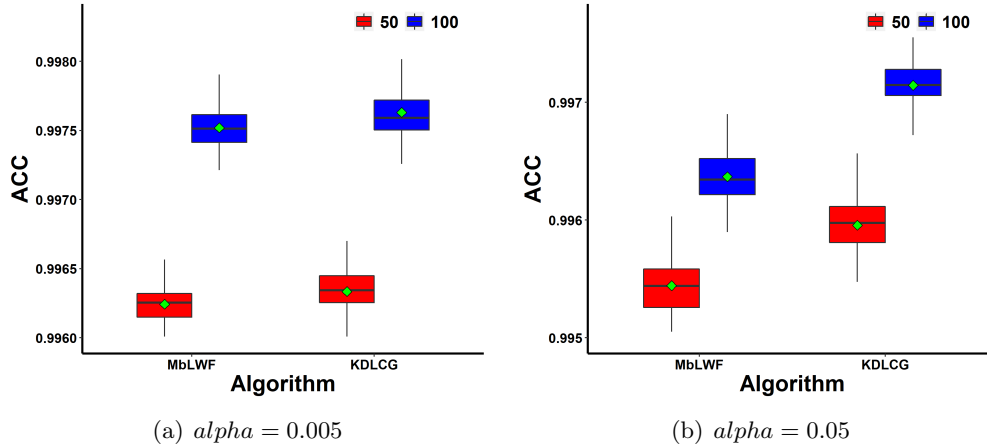 50 100
0.9980
0.9975
0.9970
0.9965
0.9960
ACC
MbLWF KDLCG
Algorithm
(a) alpha = 0.005
50 100
0.997
0.996
0.995
ACC
MbLWF KDLCG
Algorithm
(b) alpha = 0.05